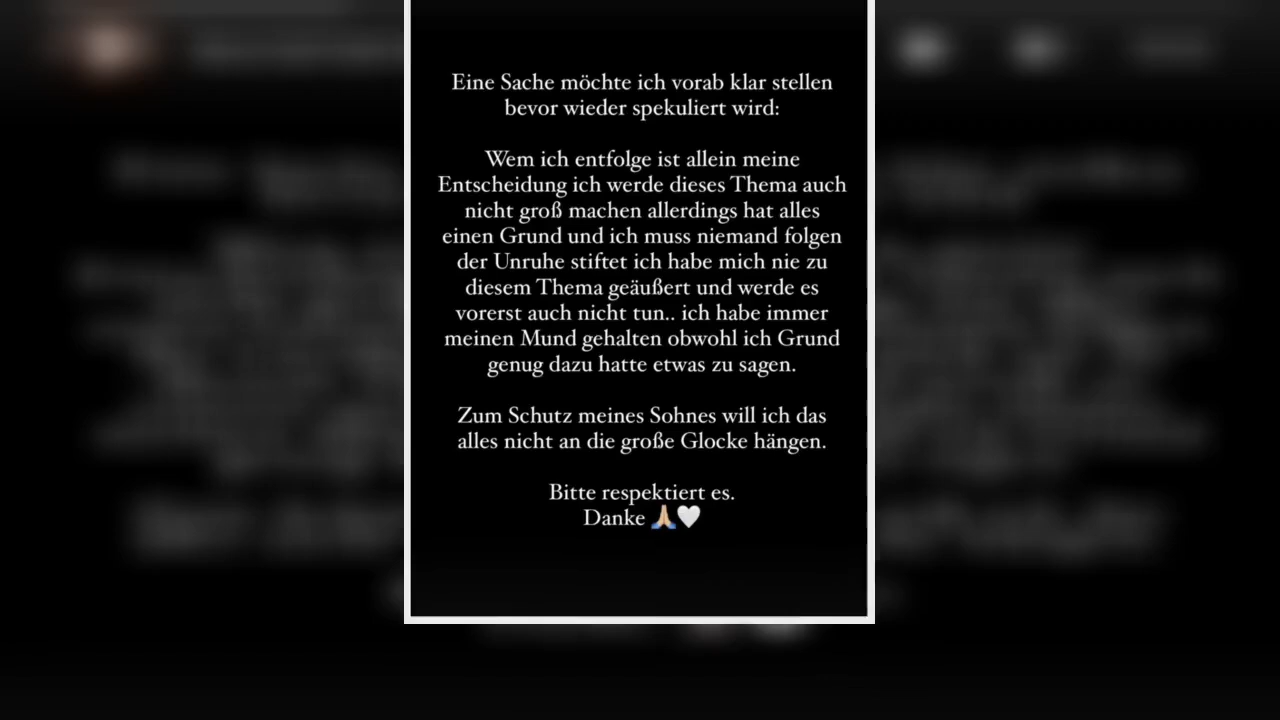 Eine Sache möchte ich vorab klar stellen
bevor wieder spekuliert wird:
Wem ich entfolge ist allein meine
Entscheidung ich werde dieses Thema auch
nicht groß machen allerdings hat alles
einen Grund und ich muss niemand folgen
der Unruhe stiftet ich habe mich nie zu
diesem Thema geäußert und werde es
vorerst auch nicht tun.. ich habe immer
meinen Mund gehalten obwohl ich Grund
genug dazu hatte etwas zu sagen.
Zum Schutz meines Sohnes will ich das
alles nicht an die große Glocke hängen.
Bitte respektiert es.
Danke 🙏🏼🤍